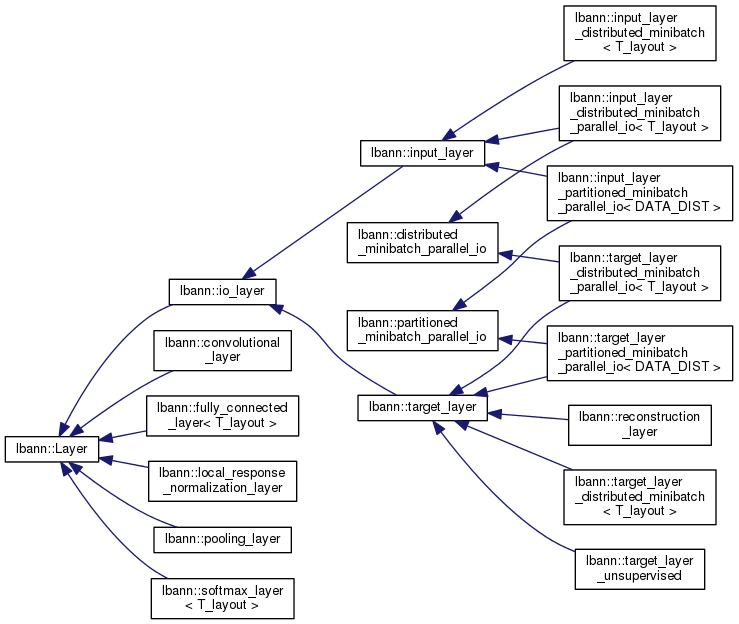 lbann::input_layer
_distributed_minibatch
< T_layout >
lbann::input_layer
_distributed_minibatch
_parallel_io< T_layout >
lbann::input_layer
lbann::input_layer
_partitioned_minibatch
_parallel_io< DATA_DIST >
lbann::distributed
_minibatch_parallel_io
lbann::target_layer
_distributed_minibatch
_parallel_io< T_layout >
lbann::io_layer
lbann::partitioned
_minibatch_parallel_io
lbann::convolutional
_layer
lbann::target_layer
_partitioned_minibatch
_parallel_io< DATA_DIST >
lbann::fully_connected
_layer< T_layout >
lbann::target_layer
lbann::reconstruction
_layer
lbann::Layer
lbann::local_response
_normalization_layer
lbann::target_layer
_distributed_minibatch
< T_layout >
lbann::pooling_layer
lbann::target_layer
_unsupervised
lbann::softmax_layer
< T_layout >